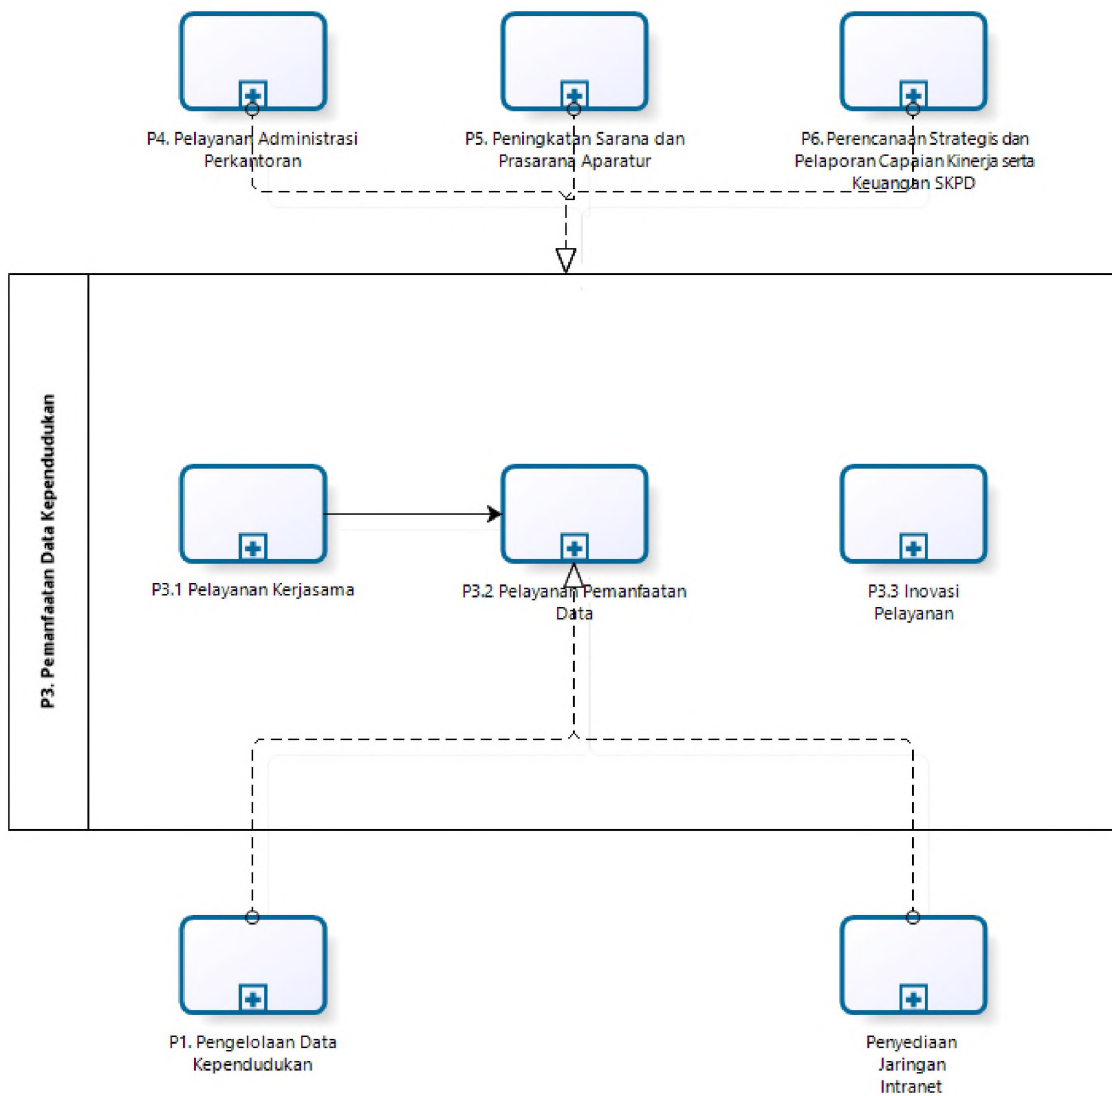 P4. Pelayanan Administrasi
Perkantoran
P5. Peningkatan Sarana dan
Prasarana Aparatur
P6. Perencanaan Strategis dan
Pelaporan Capaian Kinerja serta
Keuangan SKPD
P3. Pemanfaatan Data Kependudukan
P3.1 Pelayanan Kerjasama
P3.2 Pelayanan Pemanfaatan
Data
P3.3 Inovasi
Pelayanan
P1. Pengelolaan Data
Kependudukan
Penyediaan
Jaringan
Intranet